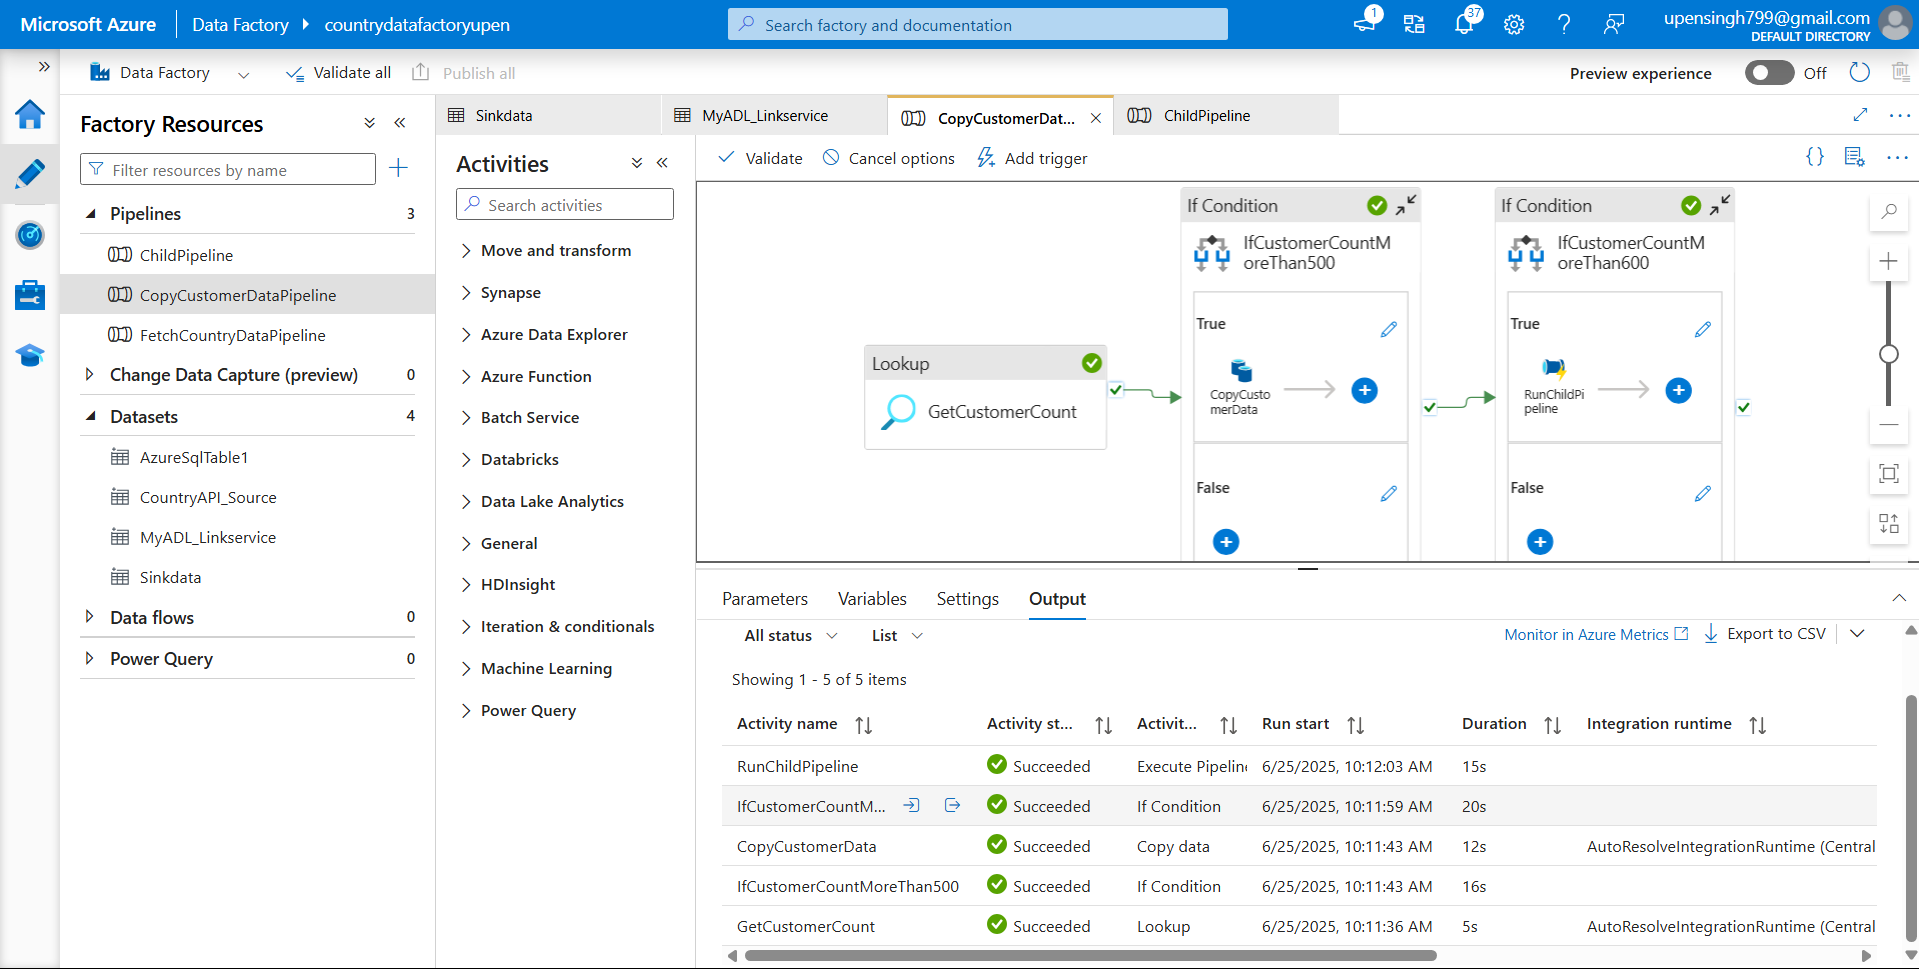 Microsoft Azure
Data Factory
countrydatafactoryupen
Search factory and documentation
1
37
upensingh799@gmail.com
DEFAULT DIRECTORY
Data Factory
Validate all
Publish all
Preview experience
Off
Factory Resources
Filter resources by name
Pipelines 3
ChildPipeline
CopyCustomerDataPipeline
FetchCountryDataPipeline
Change Data Capture (preview) 0
Datasets 4
AzureSqlTable1
CountryAPI_Source
MyADL_Linkservice
Sinkdata
Data flows 0
Power Query 0
Sinkdata
MyADL_Linkservice
CopyCustomerDat...
ChildPipeline
Activities
Search activities
Move and transform
Synapse
Azure Data Explorer
Azure Function
Batch Service
Databricks
Data Lake Analytics
General
HDInsight
Iteration & conditionals
Machine Learning
Power Query
Validate
Cancel options
Add trigger
{}
Lookup
GetCustomerCount
If Condition
IfCustomerCountM
oreThan500
True
CopyCusto
merData
False
If Condition
IfCustomerCountM
oreThan600
True
RunChildPi
peline
False
Parameters
Variables
Settings
Output
All status
List
Monitor in Azure Metrics
Export to CSV
Showing 1 - 5 of 5 items
Activity name Activity st... Activit... Run start Duration Integration runtime
RunChildPipeline Succeeded Execute Pipeline 6/25/2025, 10:12:03 AM 15s
IfCustomerCountM... Succeeded If Condition 6/25/2025, 10:11:59 AM 20s
CopyCustomerData Succeeded Copy data 6/25/2025, 10:11:43 AM 12s AutoResolveIntegrationRuntime (Central
IfCustomerCountMoreThan500 Succeeded If Condition 6/25/2025, 10:11:43 AM 16s
GetCustomerCount Succeeded Lookup 6/25/2025, 10:11:36 AM 5s AutoResolveIntegrationRuntime (Central